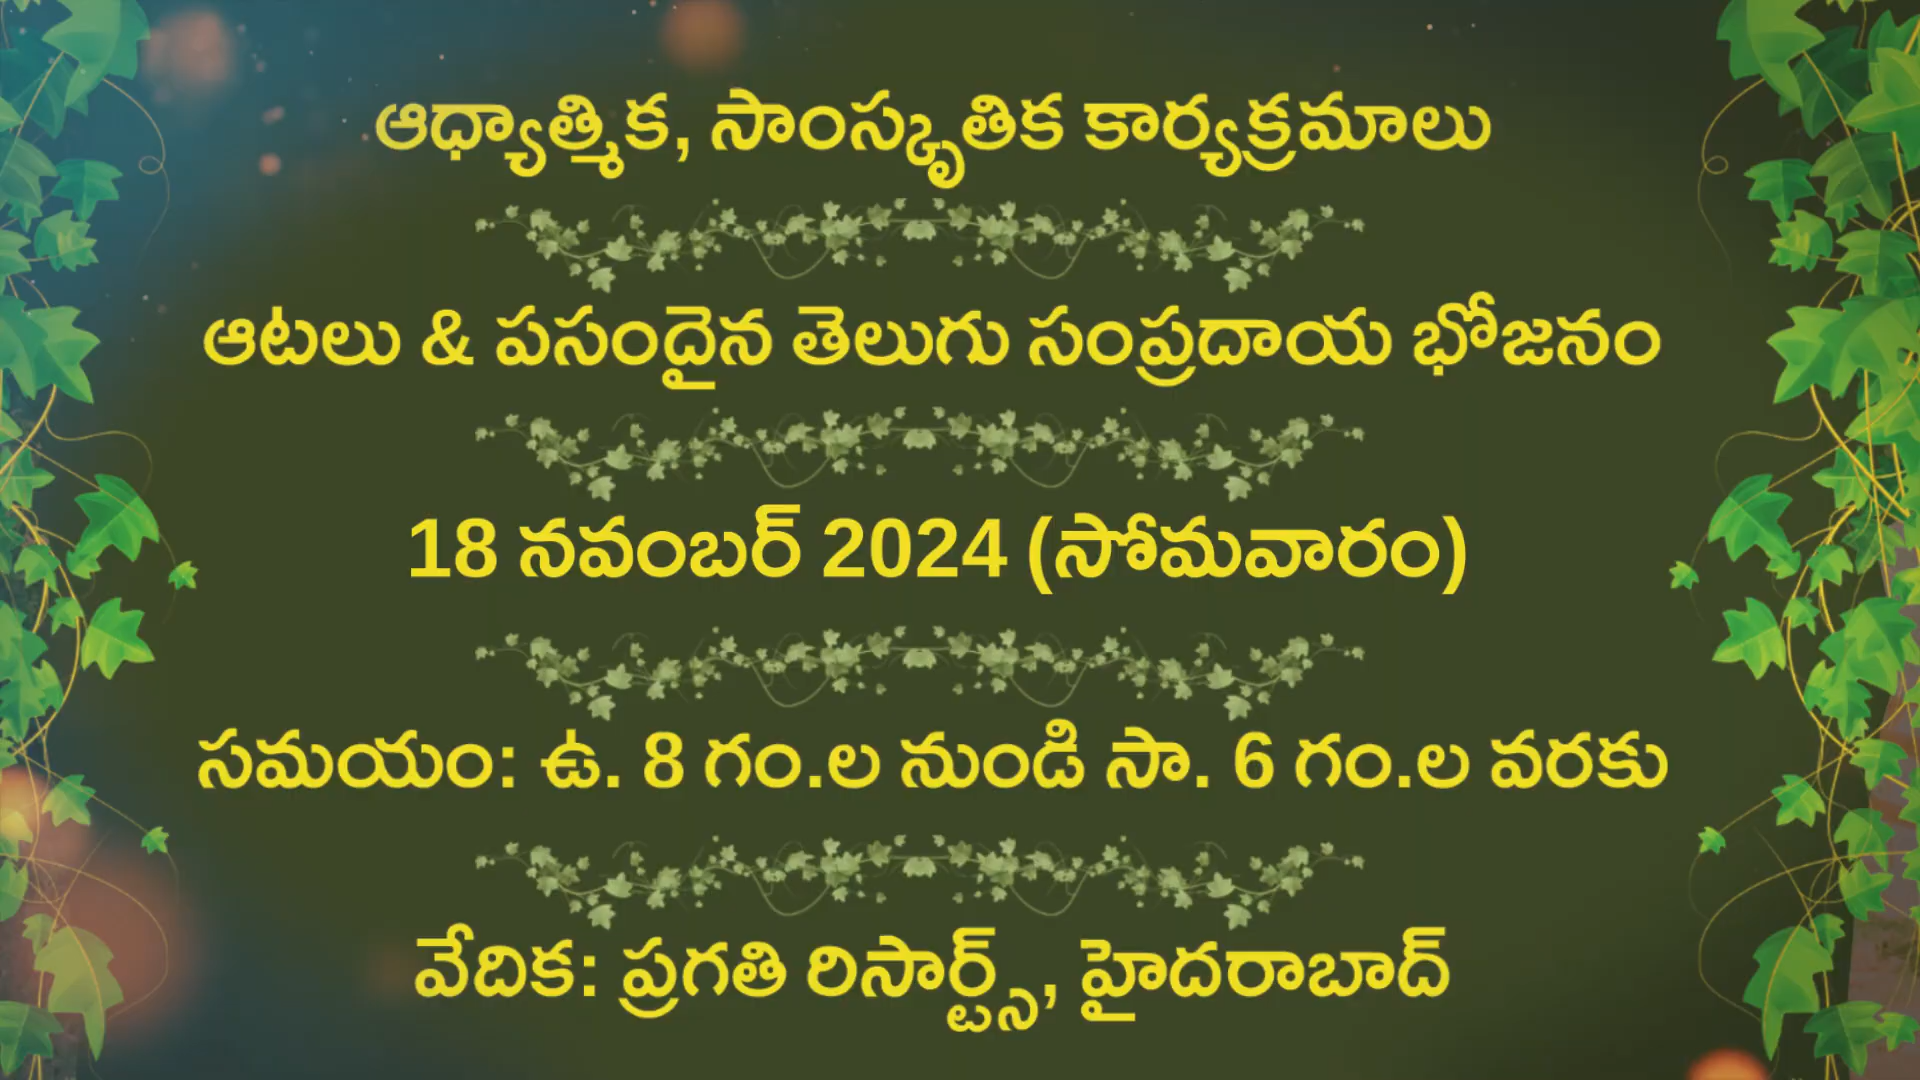 ఆధ్యాత్మిక, సాంస్కృతిక కార్యక్రమాలు
ఆటలు & పసందైన తెలుగు సంప్రదాయ భోజనం
18 నవంబర్ 2024 (సోమవారం)
సమయం: ఉ. 8 గం.ల నుండి సా. 6 గం.ల వరకు
వేదిక: ప్రగతి రిసార్ట్స్, హైదరాబాద్